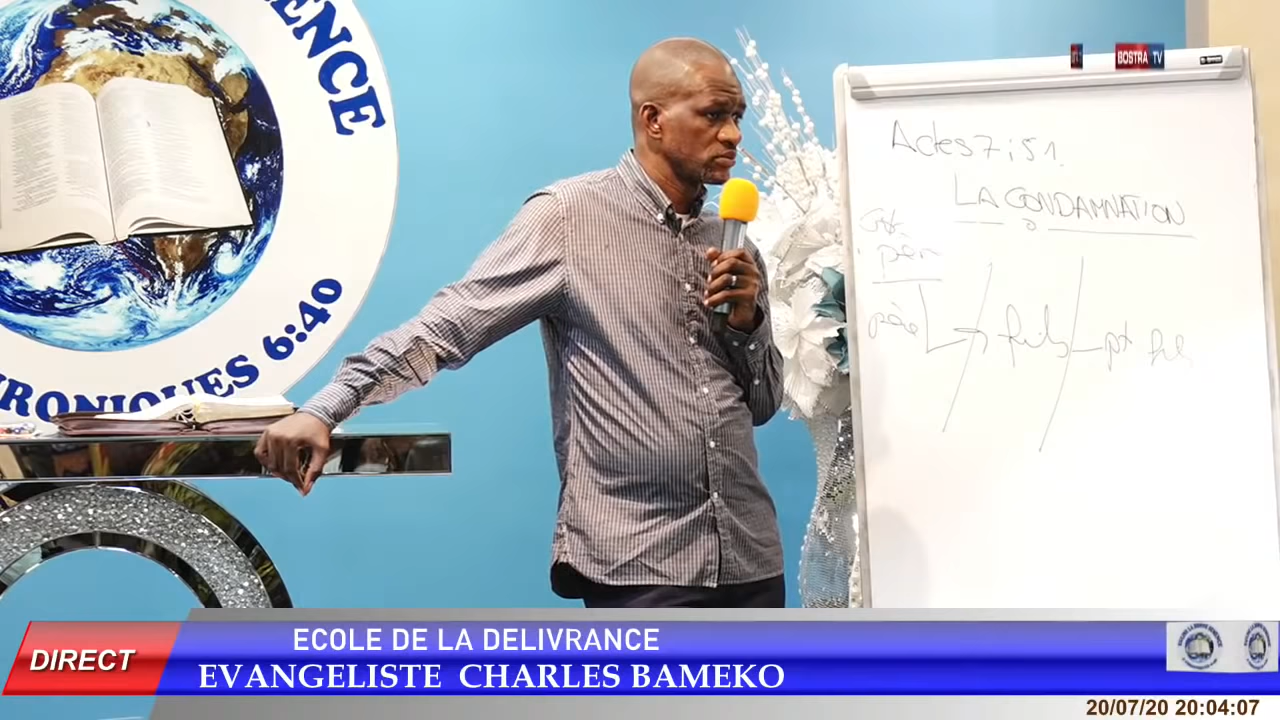 ENCE
CHRONIQUES 6:40
BOSTRA TV
Actes 7:51.
LA CONDAMNATION
père
fils
pt fils
DIRECT
ECOLE DE LA DELIVRANCE
EVANGELISTE CHARLES BAMEKO
20/07/20 20:04:07